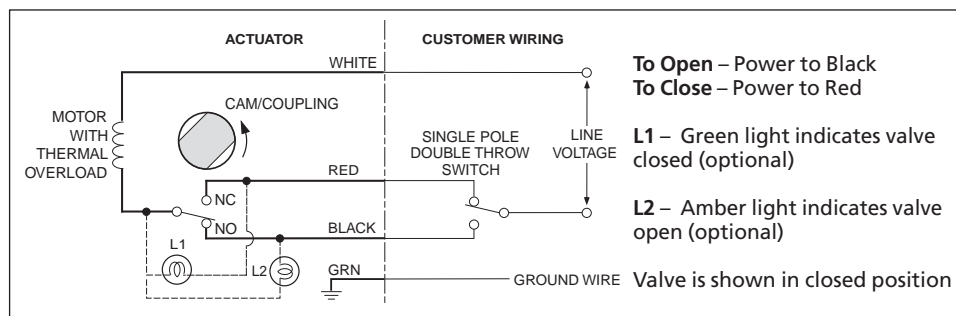 ACTUATOR
CUSTOMER WIRING
WHITE
MOTOR
WITH
THERMAL
OVERLOAD
CAM/COUPLING
SINGLE POLE
DOUBLE THROW
SWITCH
LINE
VOLTAGE
RED
NC
NO
BLACK
L1
L2
GRN
GROUND WIRE
To Open – Power to Black
To Close – Power to Red
L1 – Green light indicates valve
closed (optional)
L2 – Amber light indicates valve
open (optional)
Valve is shown in closed position